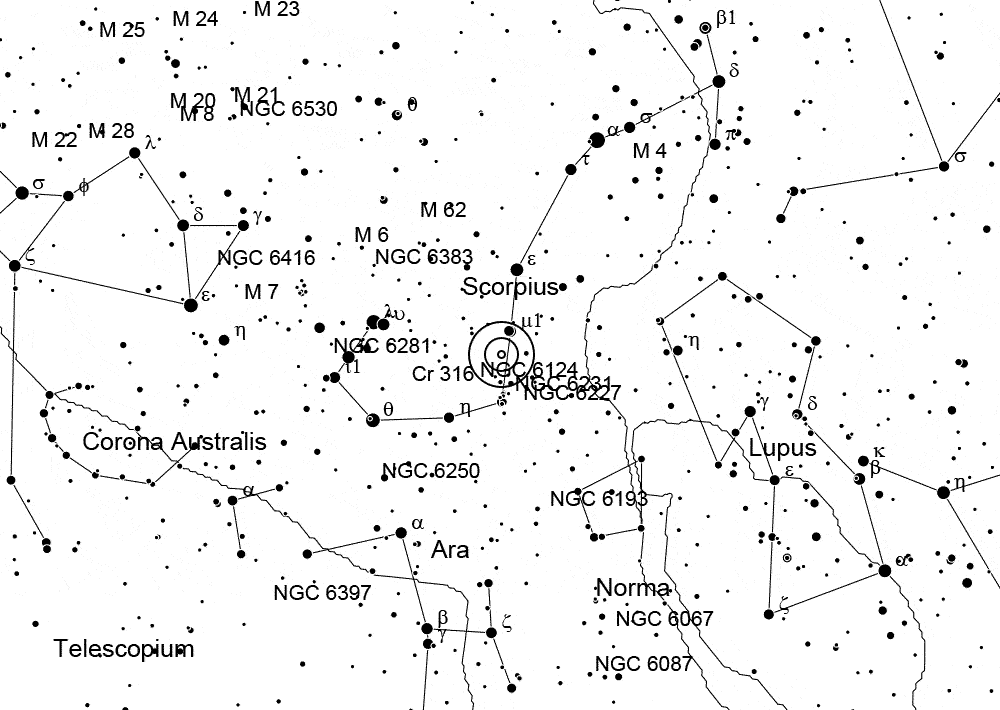 M 23
M 24
β1
M 25
δ
M 21
M 20
NGC 6530
θ
M 8
σ
α
π
M 28
M 22
λ
M 4
τ
σ
σ
φ
M 62
δ
γ
M 6
NGC 6383
NGC 6416
ζ
ε
Scorpius
M 7
ε
λυ
μ1
η
η
NGC 6281
ι1
Cr 316
NGC 6124
NGC 6231
NGC 6227
θ
η
γ
δ
Corona Australis
Lupus
κ
β
NGC 6250
ε
η
α
NGC 6193
α
Ara
α
NGC 6397
Norma
ζ
β
ζ
NGC 6067
γ
Telescopium
NGC 6087